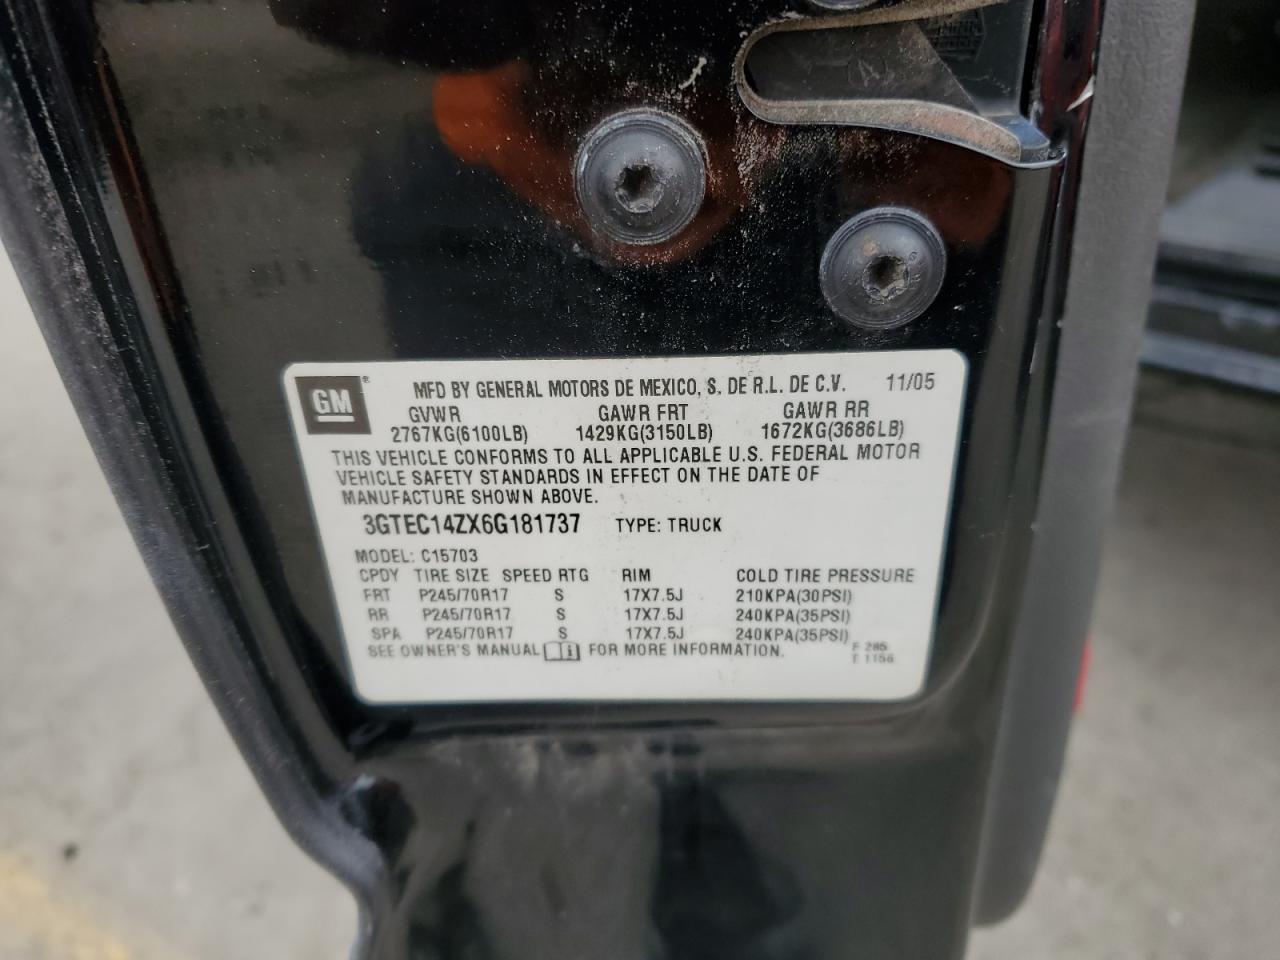 GM ® MFD BY GENERAL MOTORS DE MEXICO, S. DE R.L. DE C.V. 11/05
GVWR GAWR FRT GAWR RR
2767KG(6100LB) 1429KG(3150LB) 1672KG(3686LB)
THIS VEHICLE CONFORMS TO ALL APPLICABLE U.S. FEDERAL MOTOR
VEHICLE SAFETY STANDARDS IN EFFECT ON THE DATE OF
MANUFACTURE SHOWN ABOVE.
3GTEC14ZX6G181737 TYPE: TRUCK
MODEL: C15703
CPDY TIRE SIZE SPEED RTG RIM COLD TIRE PRESSURE
FRT P245/70R17 S 17X7.5J 210KPA(30PSI)
RR P245/70R17 S 17X7.5J 240KPA(35PSI)
SPA P245/70R17 S 17X7.5J 240KPA(35PSI)
SEE OWNER'S MANUAL FOR MORE INFORMATION. F 285
T 1156